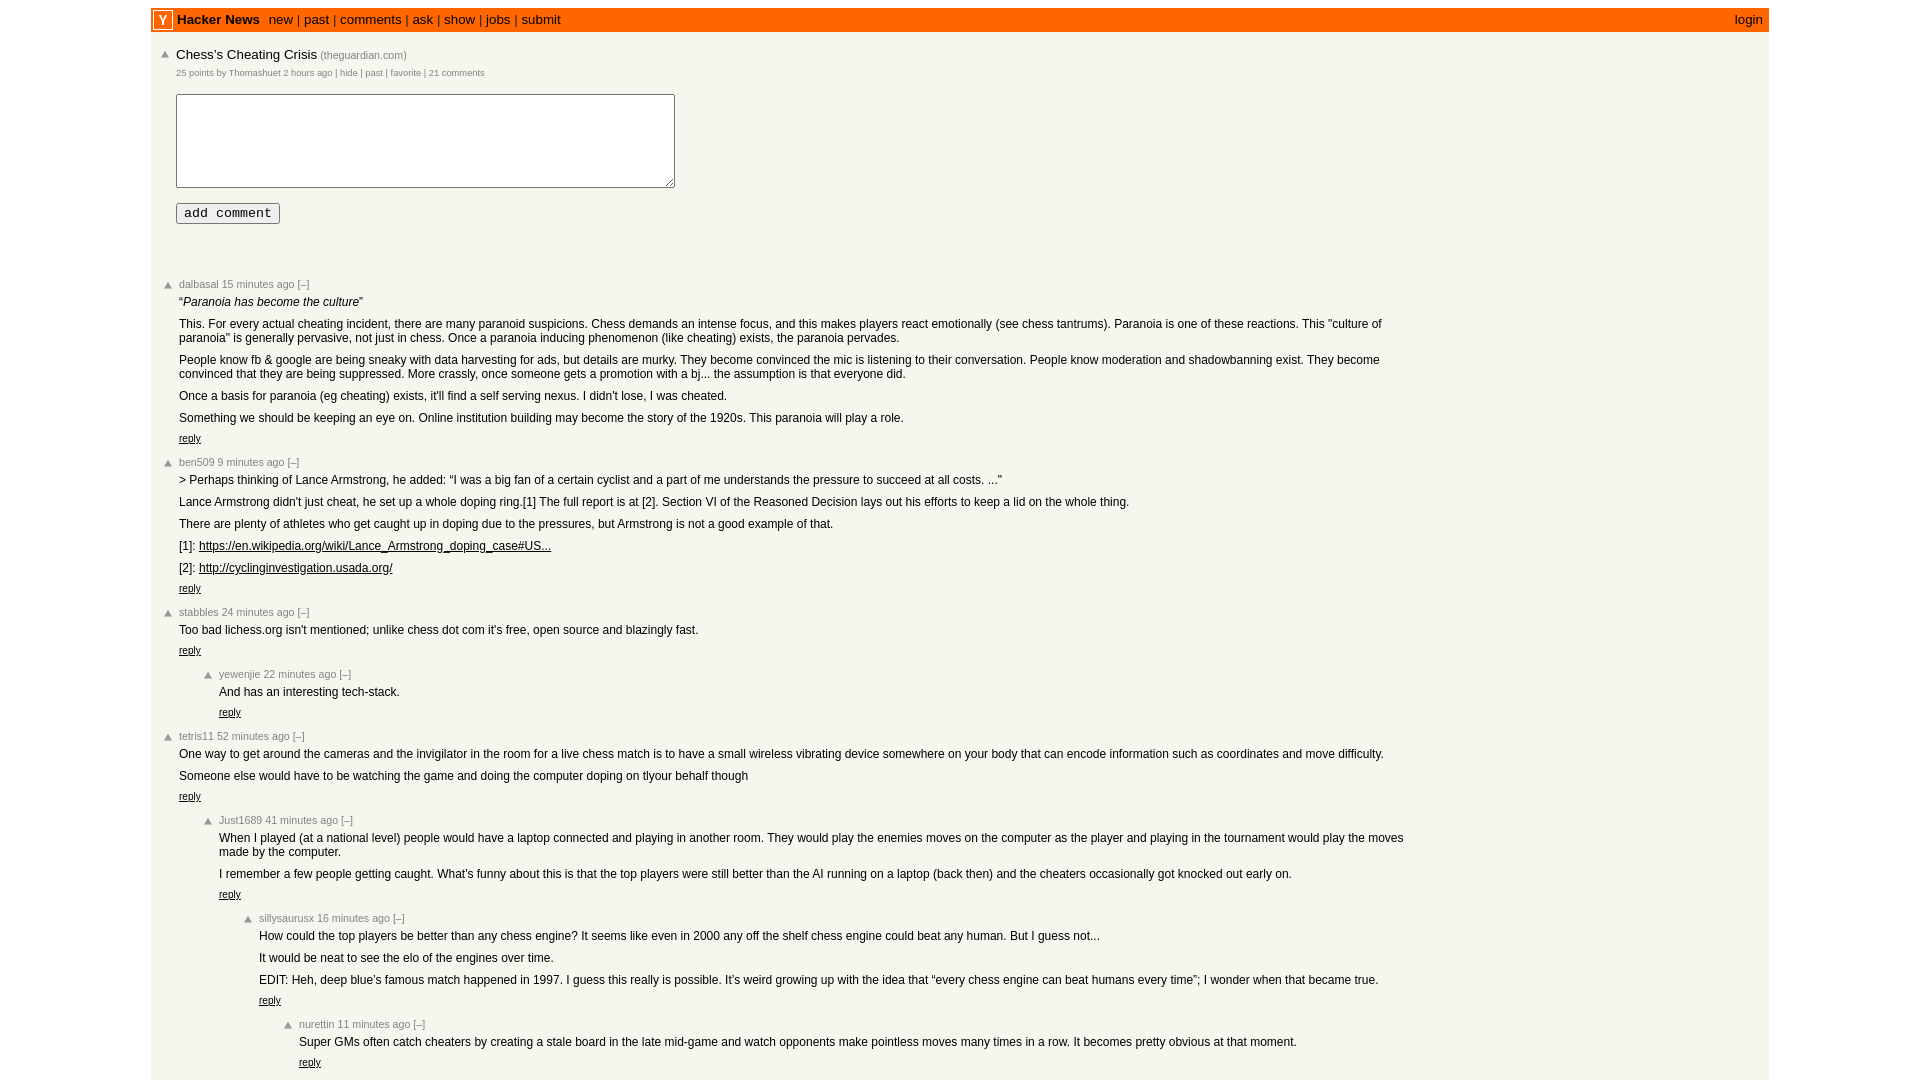 Y Hacker News new | past | comments | ask | show | jobs | submit login
Chess’s Cheating Crisis (theguardian.com)
25 points by Thomashuet 2 hours ago | hide | past | favorite | 21 comments
add comment
dalbasal 15 minutes ago [–]
“Paranoia has become the culture”
This. For every actual cheating incident, there are many paranoid suspicions. Chess demands an intense focus, and this makes players react emotionally (see chess tantrums). Paranoia is one of these reactions. This "culture of
paranoia" is generally pervasive, not just in chess. Once a paranoia inducing phenomenon (like cheating) exists, the paranoia pervades.
People know fb & google are being sneaky with data harvesting for ads, but details are murky. They become convinced the mic is listening to their conversation. People know moderation and shadowbanning exist. They become
convinced that they are being suppressed. More crassly, once someone gets a promotion with a bj... the assumption is that everyone did.
Once a basis for paranoia (eg cheating) exists, it'll find a self serving nexus. I didn't lose, I was cheated.
Something we should be keeping an eye on. Online institution building may become the story of the 1920s. This paranoia will play a role.
reply
ben509 9 minutes ago [–]
> Perhaps thinking of Lance Armstrong, he added: “I was a big fan of a certain cyclist and a part of me understands the pressure to succeed at all costs. ..."
Lance Armstrong didn't just cheat, he set up a whole doping ring.[1] The full report is at [2]. Section VI of the Reasoned Decision lays out his efforts to keep a lid on the whole thing.
There are plenty of athletes who get caught up in doping due to the pressures, but Armstrong is not a good example of that.
[1]: https://en.wikipedia.org/wiki/Lance_Armstrong_doping_case#US...
[2]: http://cyclinginvestigation.usada.org/
reply
stabbles 24 minutes ago [–]
Too bad lichess.org isn't mentioned; unlike chess dot com it's free, open source and blazingly fast.
reply
yewenjie 22 minutes ago [–]
And has an interesting tech-stack.
reply
tetris11 52 minutes ago [–]
One way to get around the cameras and the invigilator in the room for a live chess match is to have a small wireless vibrating device somewhere on your body that can encode information such as coordinates and move difficulty.
Someone else would have to be watching the game and doing the computer doping on tlyour behalf though
reply
Just1689 41 minutes ago [–]
When I played (at a national level) people would have a laptop connected and playing in another room. They would play the enemies moves on the computer as the player and playing in the tournament would play the moves
made by the computer.
I remember a few people getting caught. What's funny about this is that the top players were still better than the AI running on a laptop (back then) and the cheaters occasionally got knocked out early on.
reply
sillysaurusx 16 minutes ago [–]
How could the top players be better than any chess engine? It seems like even in 2000 any off the shelf chess engine could beat any human. But I guess not...
It would be neat to see the elo of the engines over time.
EDIT: Heh, deep blue’s famous match happened in 1997. I guess this really is possible. It’s weird growing up with the idea that “every chess engine can beat humans every time”; I wonder when that became true.
reply
nurettin 11 minutes ago [–]
Super GMs often catch cheaters by creating a stale board in the late mid-game and watch opponents make pointless moves many times in a row. It becomes pretty obvious at that moment.
reply